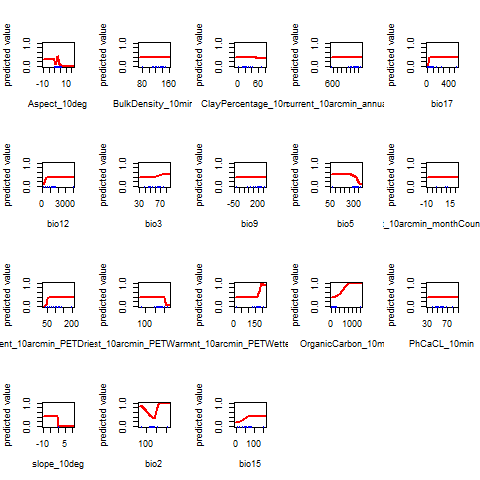 predicted value 0.0 1.0 -10 10 Aspect_10deg
predicted value 0.0 1.0 80 160 BulkDensity_10min
predicted value 0.0 1.0 0 60 ClayPercentage_10m
predicted value 0.0 1.0 600 urrent_10arcmin_annua
predicted value 0.0 1.0 0 400 bio17
predicted value 0.0 1.0 0 3000 bio12
predicted value 0.0 1.0 30 70 bio3
predicted value 0.0 1.0 -50 200 bio9
predicted value 0.0 1.0 50 300 bio5
predicted value 0.0 1.0 -10 15 _10arcmin_monthCoun
predicted value 0.0 1.0 50 200 ent_10arcmin_PETDrie
predicted value 0.0 1.0 100 st_10arcmin_PETWarm
predicted value 0.0 1.0 0 150 nt_10arcmin_PETWette
predicted value 0.0 1.0 0 1000 OrganicCarbon_10m
predicted value 0.0 1.0 30 70 PhCaCL_10min
predicted value 0.0 1.0 -10 5 slope_10deg
predicted value 0.0 1.0 100 bio2
predicted value 0.0 1.0 0 100 bio15